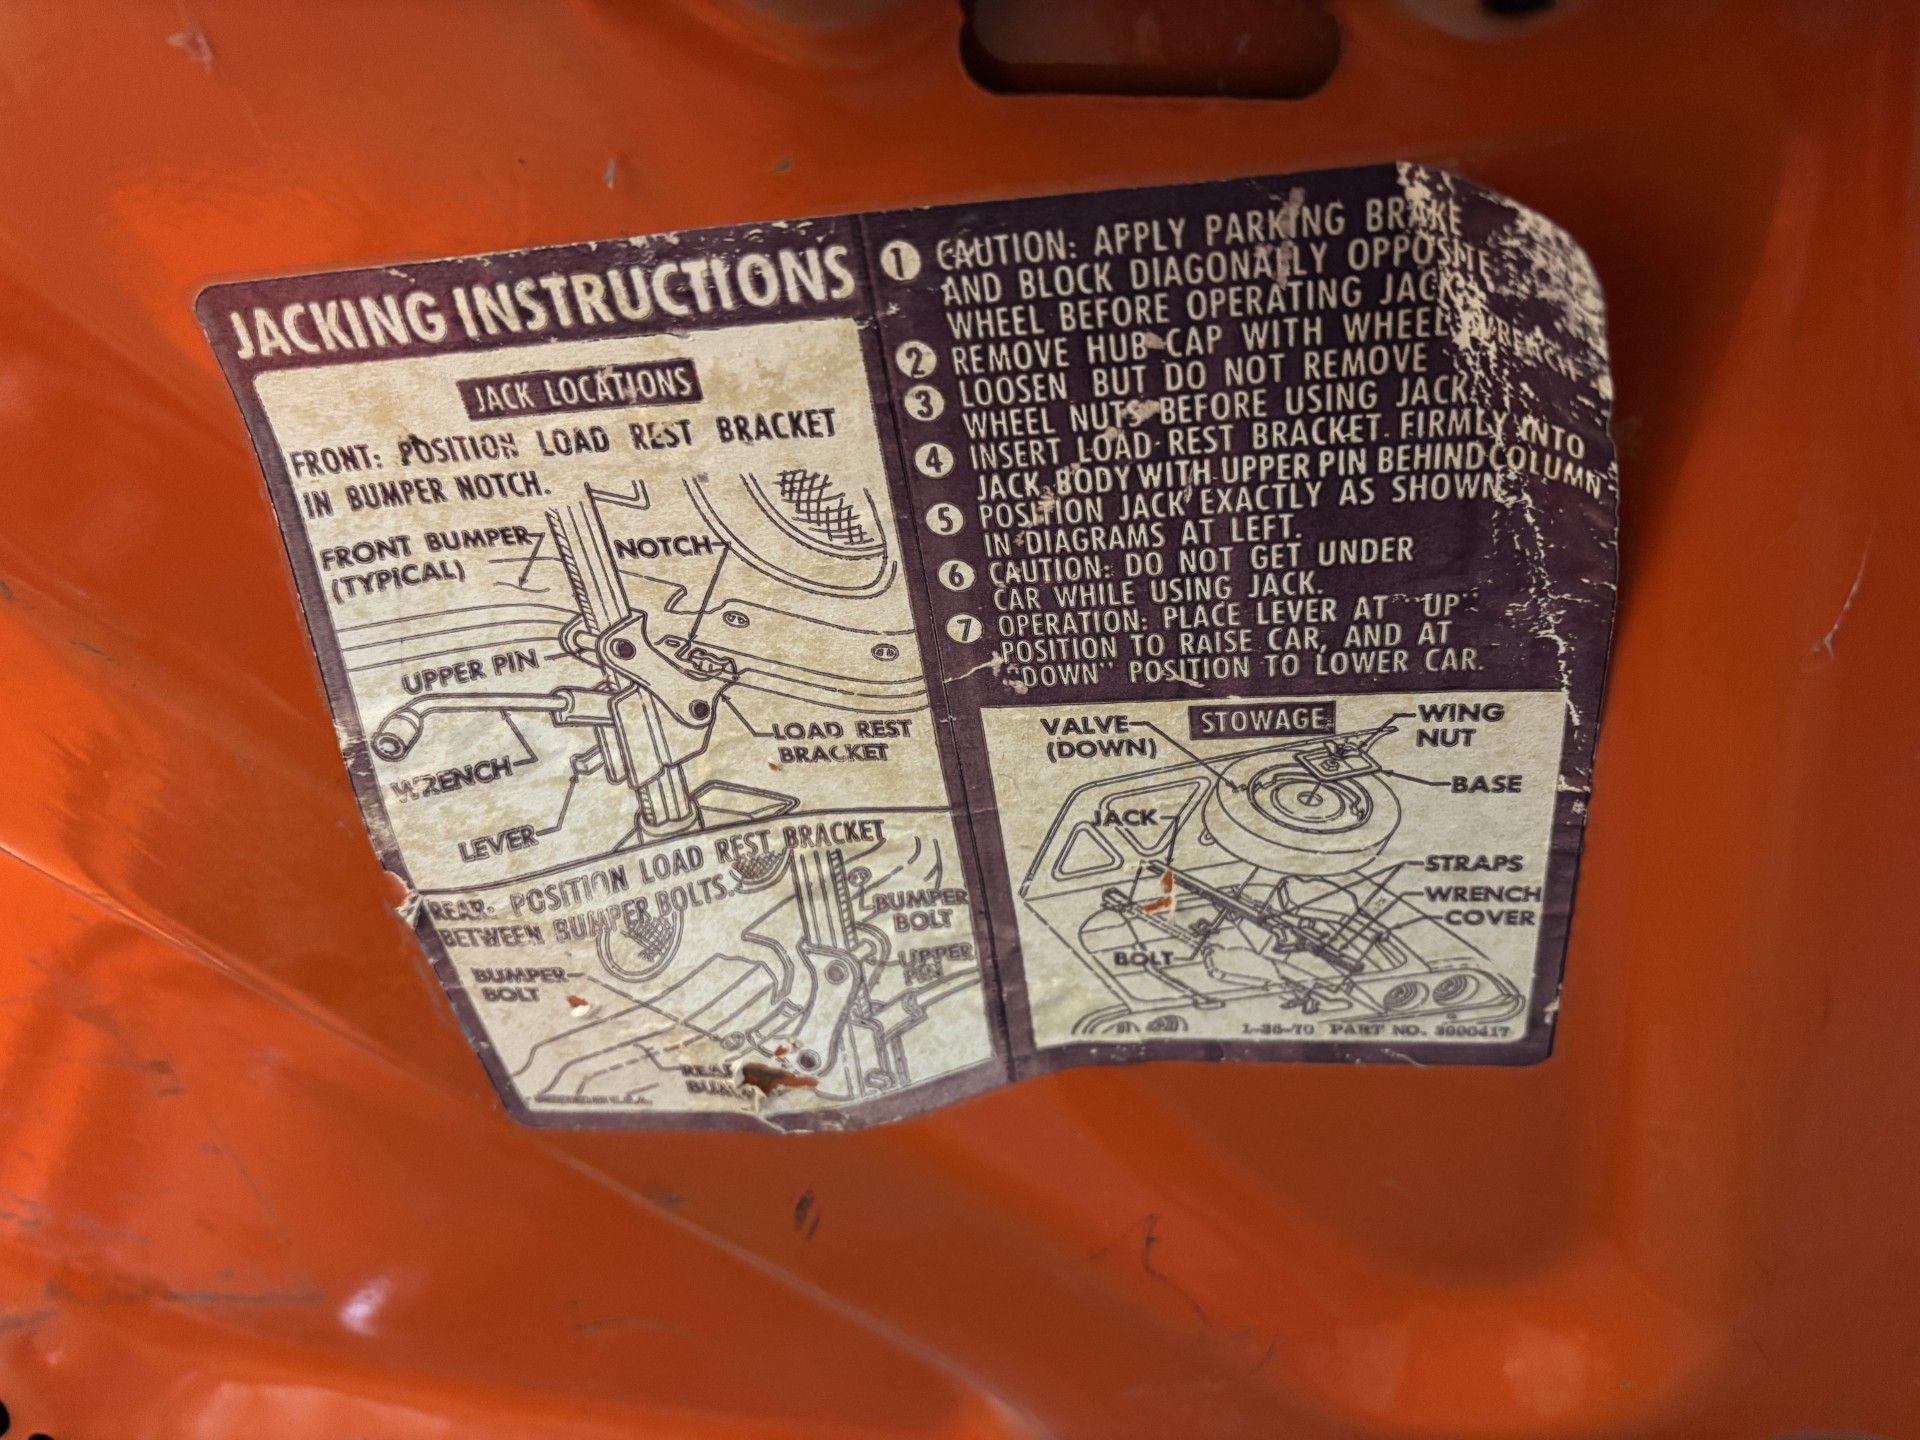 JACKING INSTRUCTIONS
JACK LOCATIONS
FRONT: POSITION LOAD REST BRACKET
IN BUMPER NOTCH.
FRONT BUMPER
(TYPICAL)
NOTCH
UPPER PIN
LOAD REST
BRACKET
WRENCH
LEVER
REAR: POSITION LOAD REST BRACKET
BETWEEN BUMPER BOLTS.
BUMPER
BOLT
UPPER
PIN
BUMPER
BOLT
1 CAUTION: APPLY PARKING BRAKE
AND BLOCK DIAGONALLY OPPOSITE
WHEEL BEFORE OPERATING JACK.
2 REMOVE HUB CAP WITH WHEEL WRENCH
3 LOOSEN BUT DO NOT REMOVE
WHEEL NUTS BEFORE USING JACK.
4 INSERT LOAD REST BRACKET FIRMLY INTO
JACK BODY WITH UPPER PIN BEHIND COLUMN
5 POSITION JACK EXACTLY AS SHOWN
IN DIAGRAMS AT LEFT.
6 CAUTION: DO NOT GET UNDER
CAR WHILE USING JACK.
7 OPERATION: PLACE LEVER AT "UP"
POSITION TO RAISE CAR, AND AT
"DOWN" POSITION TO LOWER CAR.
STOWAGE
VALVE
(DOWN)
WING
NUT
BASE
JACK
STRAPS
WRENCH
COVER
BOLT
PART NO. 3000417